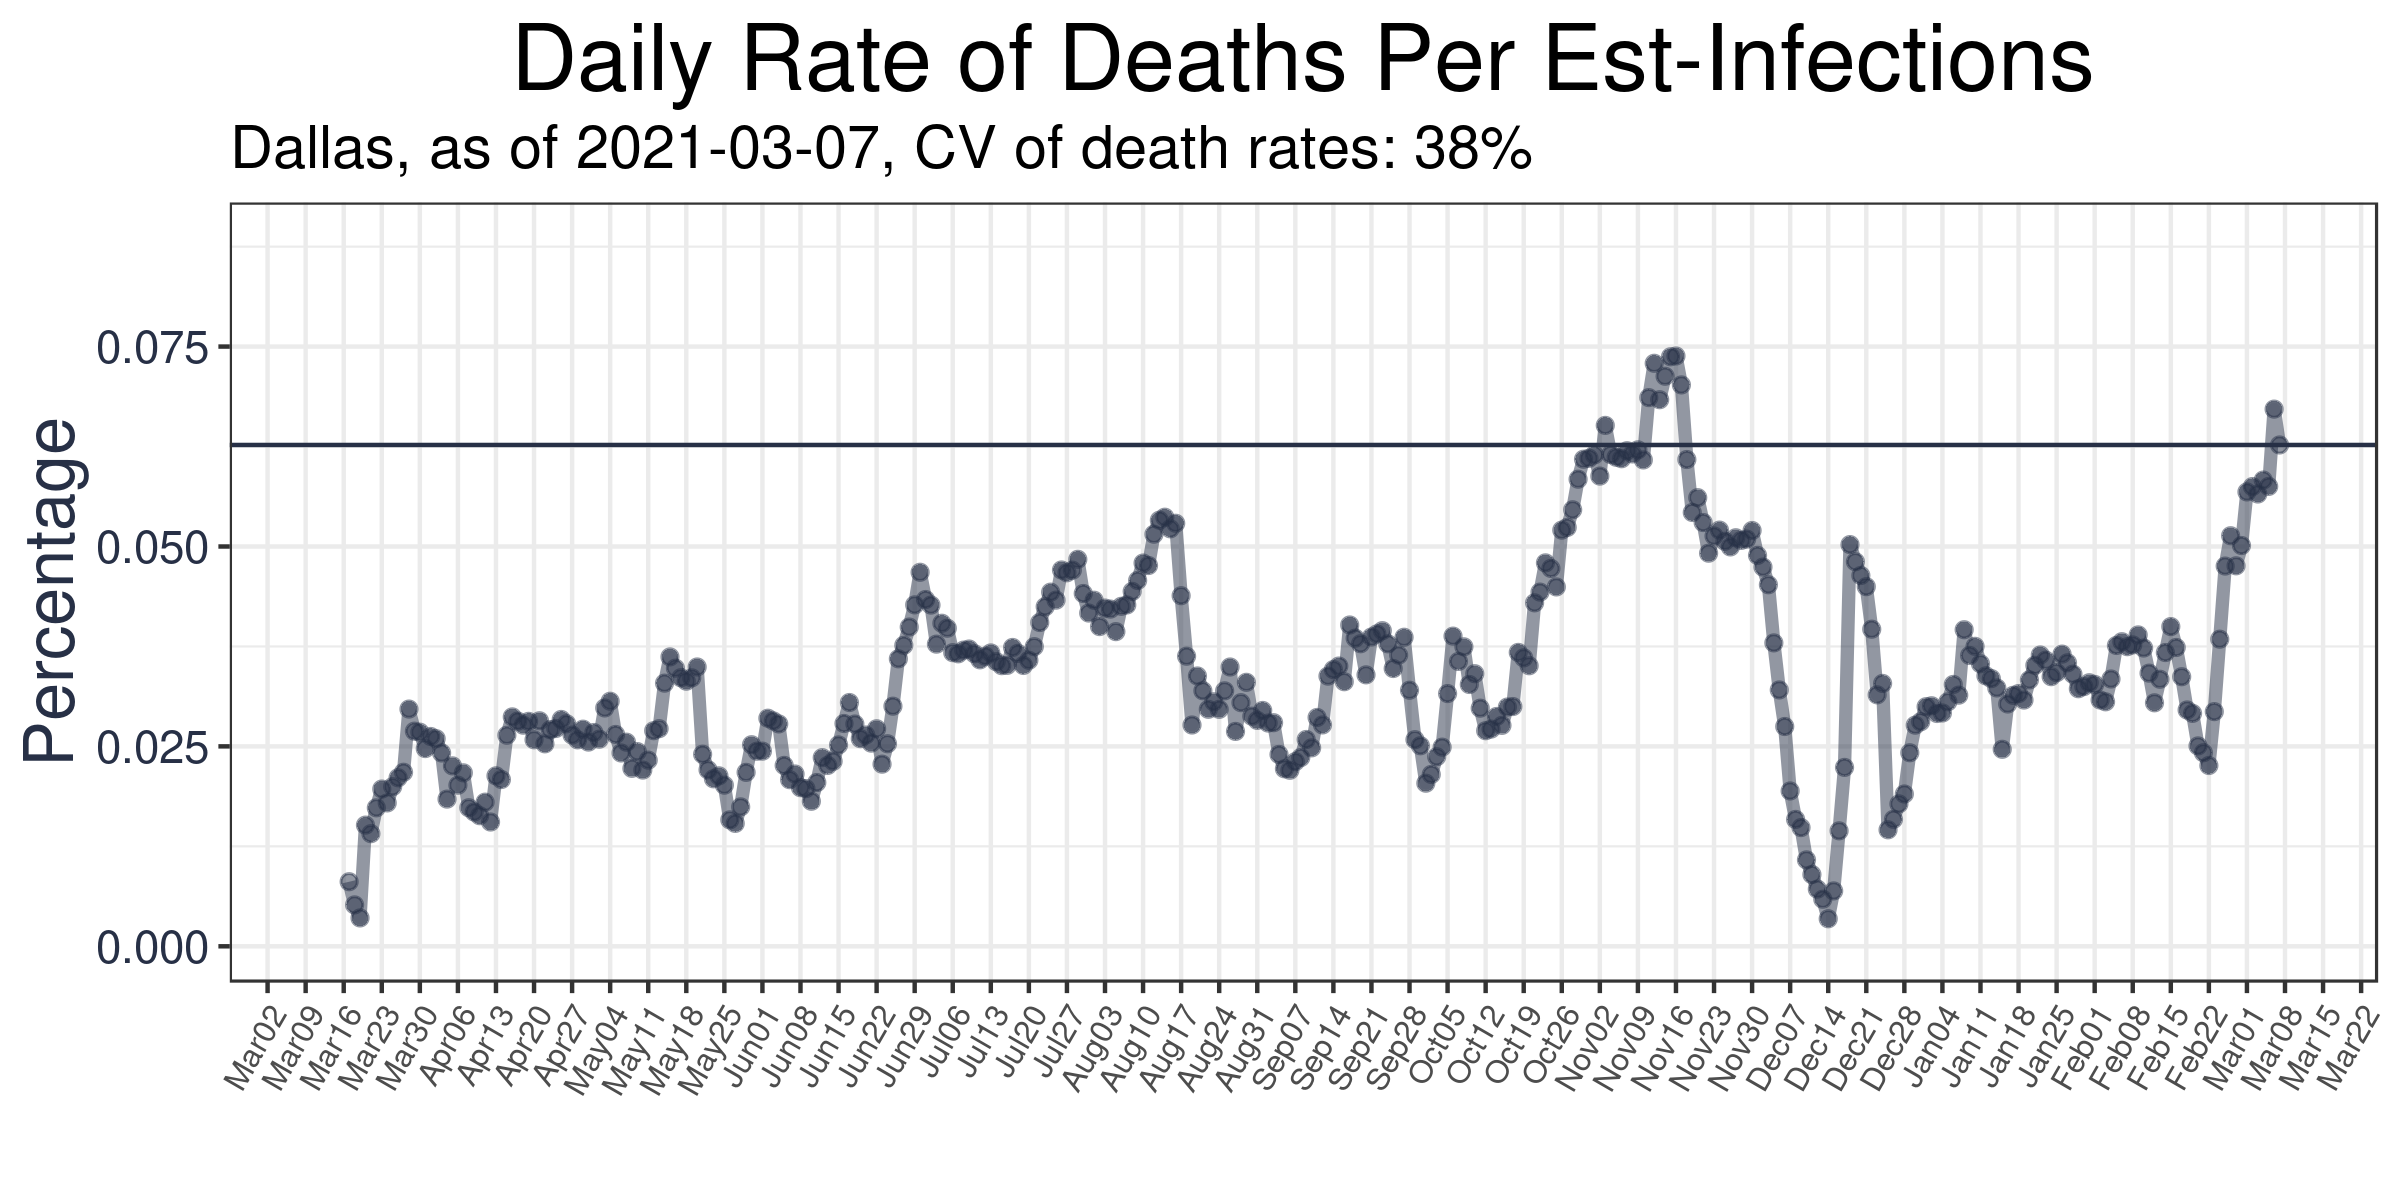 Daily Rate of Deaths Per Est-Infections
Dallas, as of 2021-03-07, CV of death rates: 38%
Percentage
0.075
0.050
0.025
0.000
Mar02 Mar09 Mar16 Mar23 Mar30 Apr06 Apr13 Apr20 Apr27 May04 May11 May18 May25 Jun01 Jun08 Jun15 Jun22 Jun29 Jul06 Jul13 Jul20 Jul27 Aug03 Aug10 Aug17 Aug24 Aug31 Sep07 Sep14 Sep21 Sep28 Oct05 Oct12 Oct19 Oct26 Nov02 Nov09 Nov16 Nov23 Nov30 Dec07 Dec14 Dec21 Dec28 Jan04 Jan11 Jan18 Jan25 Feb01 Feb08 Feb15 Feb22 Mar01 Mar08 Mar15 Mar22